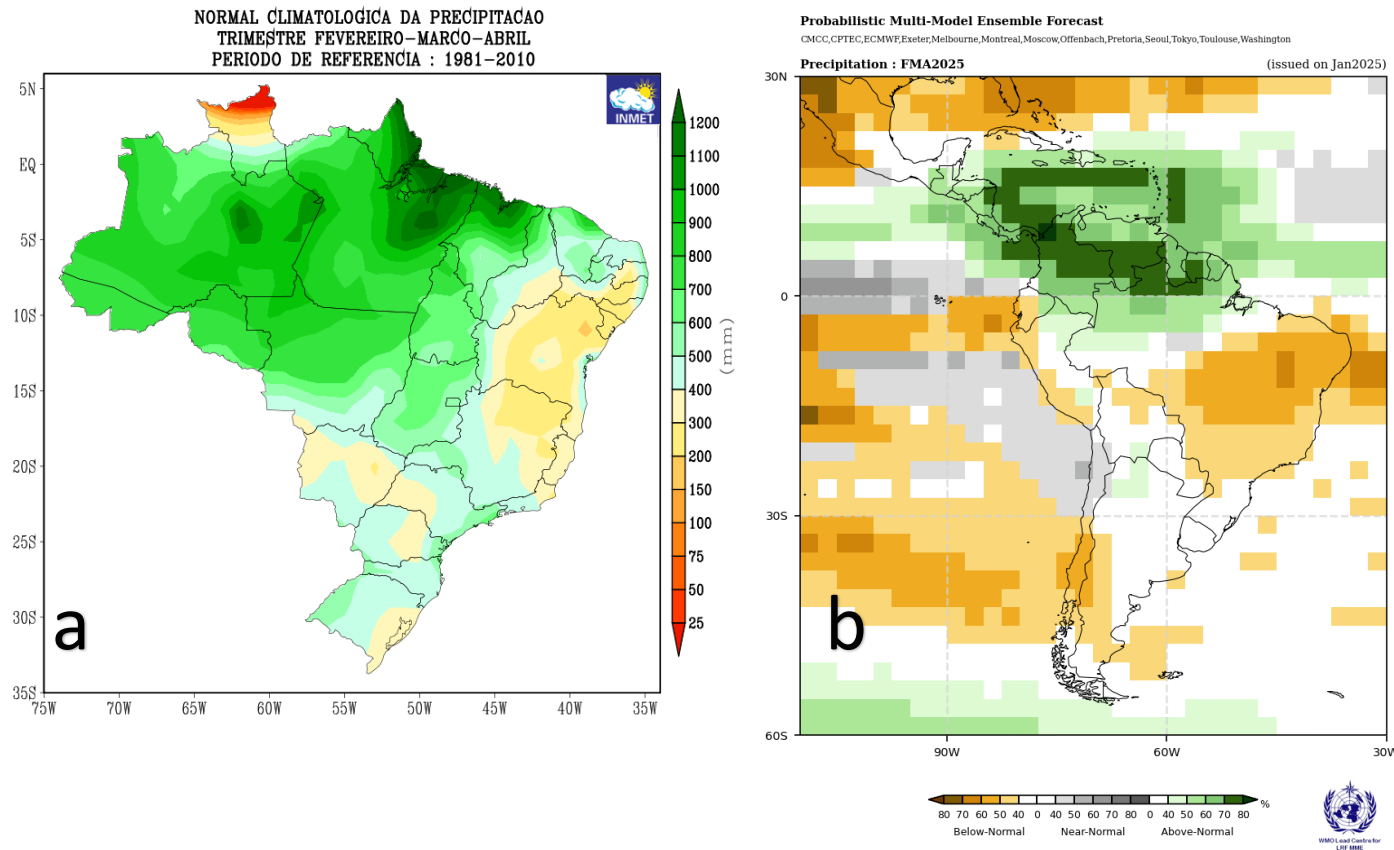 NORMAL CLIMATOLOGICA DA PRECIPITACAO
TRIMESTRE FEVEREIRO-MARCO-ABRIL
PERIODO DE REFERENCIA : 1981-2010
5N
EQ
5S
10S
15S
20S
25S
30S
35S
75W 70W 65W 60W 55W 50W 45W 40W 35W
INMET
1200
1100
1000
900
800
700
600
500
400
300
200
150
100
75
50
25
(mm)
a
Probabilistic Multi-Model Ensemble Forecast
CMCC,CPTEC,ECMWF,Exeter,Melbourne,Montreal,Moscow,Offenbach,Pretoria,Seoul,Tokyo,Toulouse,Washington
Precipitation : FMA2025 (issued on Jan2025)
30N
0
30S
60S
90W 60W 30W
b
80 70 60 50 40 0 40 50 60 70 80 0 40 50 60 70 80 %
Below-Normal Near-Normal Above-Normal
WMO Lead Centre for
LRF MME